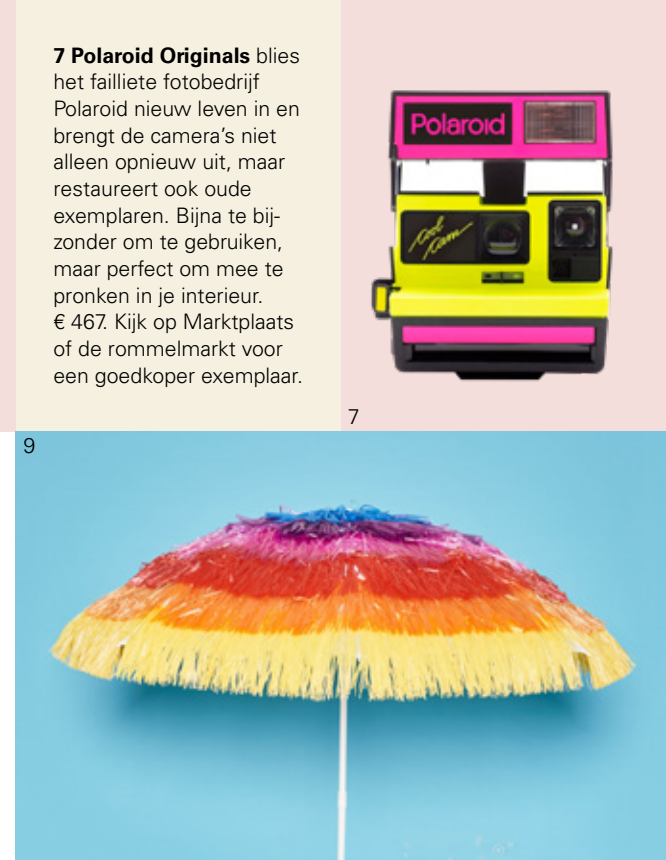 7 Polaroid Originals blies
het failliete fotobedrijf
Polaroid nieuw leven in en
brengt de camera's niet
alleen opnieuw uit, maar
restaureert ook oude
exemplaren. Bijna te bij-
zonder om te gebruiken,
maar perfect om mee te
pronken in je interieur.
€ 467. Kijk op Marktplaats
of de rommelmarkt voor
een goedkoper exemplaar.
Polaroid
cool
cam
7
9